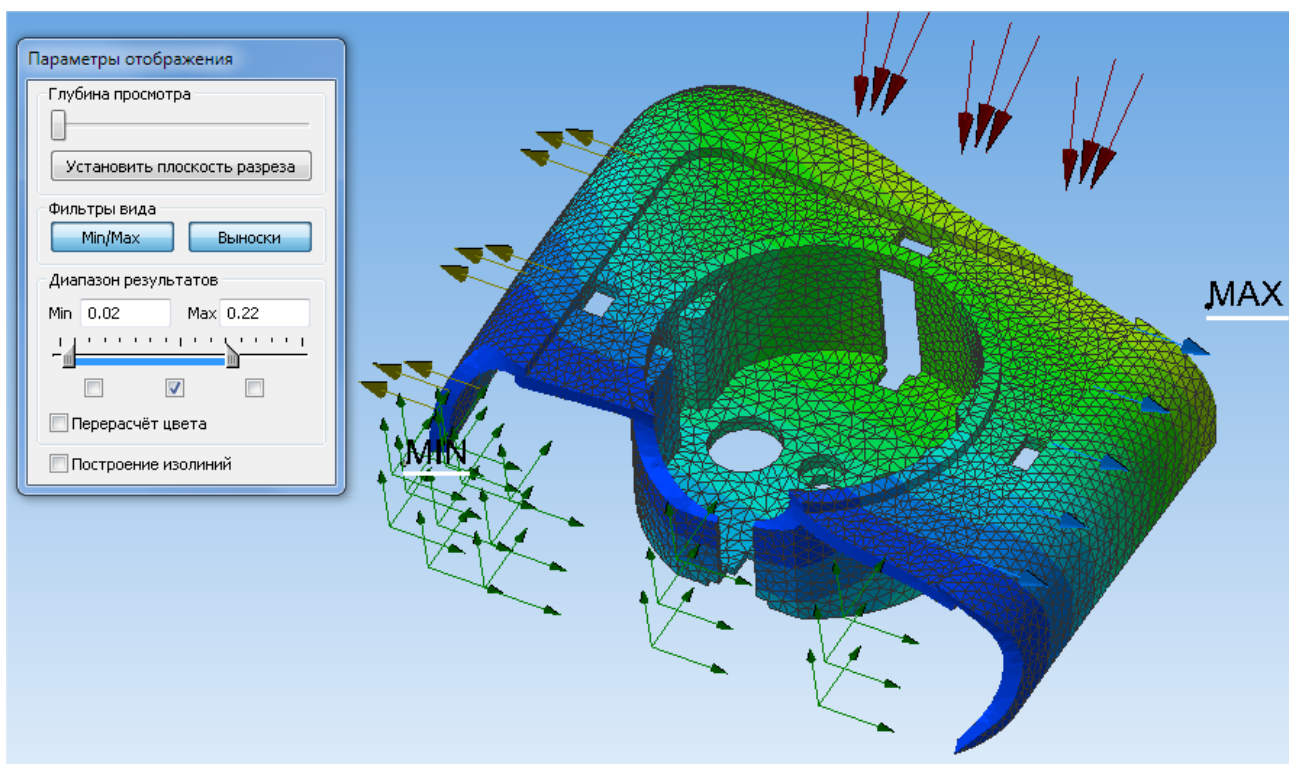 Параметры отображения
Глубина просмотра
Установить плоскость разреза
Фильтры вида
Min/Max Выноски
Диапазон результатов
Min 0.02 Max 0.22
Перерасчёт цвета
Построение изолиний
MAX
MIN